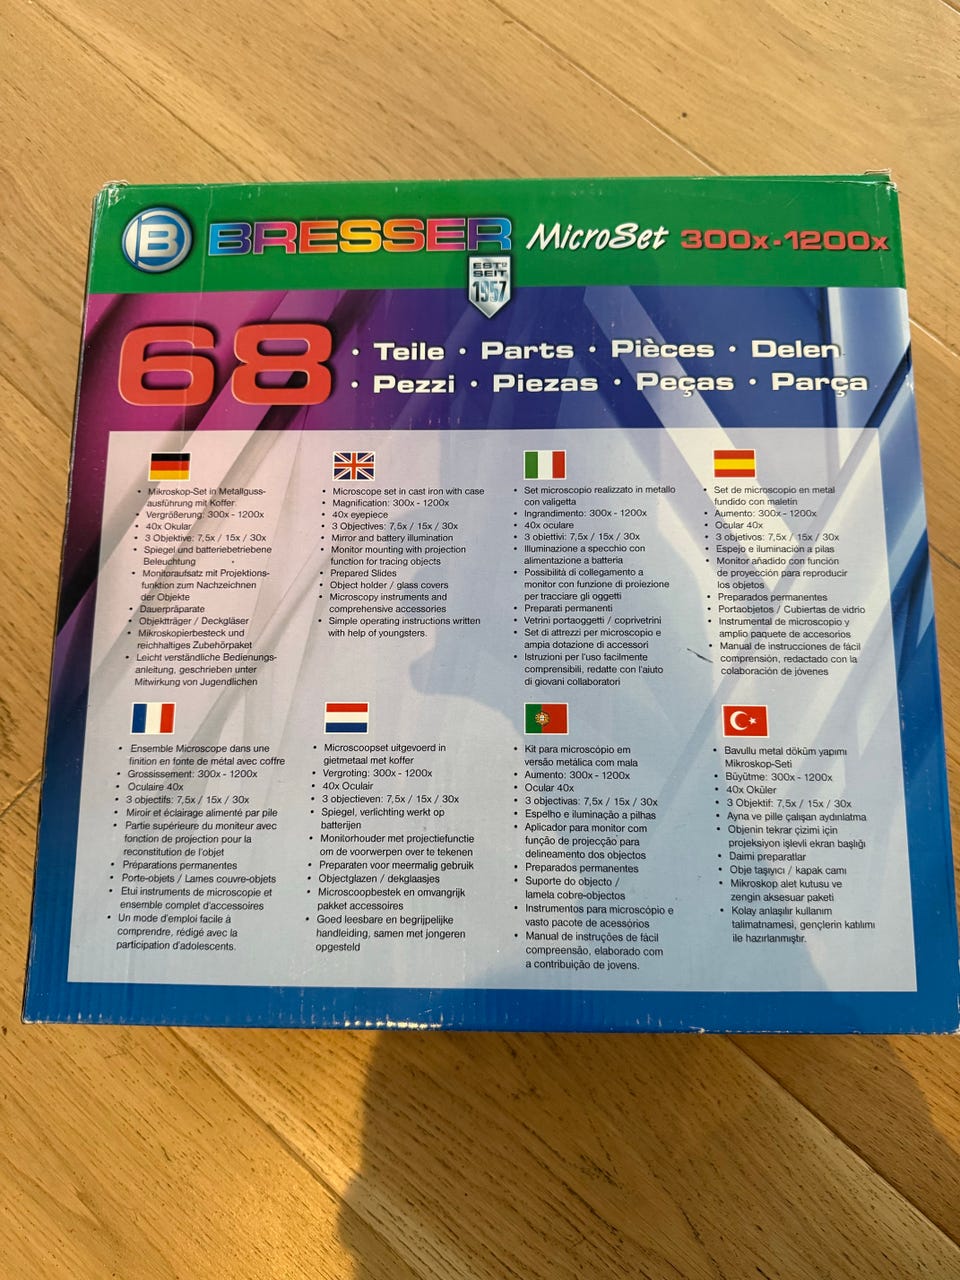 B BRESSER MicroSet 300x-1200x
ESTD
SEIT
1957
68
• Teile • Parts • Pièces • Delen
• Pezzi • Piezas • Peças • Parça
• Mikroskop-Set in Metallguss-
ausführung mit Koffer
• Vergrößerung: 300x - 1200x
• 40x Okular
• 3 Objektive: 7,5x / 15x / 30x
• Spiegel und batteriebetriebene
Beleuchtung
• Monitoraufsatz mit Projektions-
funktion zum Nachzeichnen
der Objekte
• Dauerpräparate
• Objektträger / Deckgläser
• Mikroskopierbesteck und
reichhaltiges Zubehörpaket
• Leicht verständliche Bedienungs-
anleitung, geschrieben unter
Mitwirkung von Jugendlichen
• Microscope set in cast iron with case
• Magnification: 300x - 1200x
• 40x eyepiece
• 3 Objectives: 7,5x / 15x / 30x
• Mirror and battery illumination
• Monitor mounting with projection
function for tracing objects
• Prepared Slides
• Object holder / glass covers
• Microscopy instruments and
comprehensive accessories
• Simple operating instructions written
with help of youngsters.
• Set microscopio realizzato in metallo
con valigetta
• Ingrandimento: 300x - 1200x
• 40x oculare
• 3 obiettivi: 7,5x / 15x / 30x
• Illuminazione a specchio con
alimentazione a batteria
• Possibilità di collegamento a
monitor con funzione di proiezione
per tracciare gli oggetti
• Preparati permanenti
• Vetrini portaoggetti / coprivetrini
• Set di attrezzi per microscopio e
ampia dotazione di accessori
• Istruzioni per l'uso facilmente
comprensibili, redatte con l'aiuto
di giovani collaboratori
• Set de microscopio en metal
fundido con maletin
• Aumento: 300x - 1200x
• Ocular 40x
• 3 objetivos: 7,5x / 15x / 30x
• Espejo e iluminación a pilas
• Monitor añadido con función
de proyección para reproducir
los objetos
• Preparados permanentes
• Portaobjetos / Cubiertas de vidrio
• Instrumental de microscopio y
amplio paquete de accesorios
• Manual de instrucciones de fácil
comprensión, redactado con la
colaboración de jóvenes
• Ensemble Microscope dans une
finition en fonte de métal avec coffre
• Grossissement: 300x - 1200x
• Oculaire 40x
• 3 objectifs: 7,5x / 15x / 30x
• Miroir et éclairage alimenté par pile
• Partie supérieure du moniteur avec
fonction de projection pour la
reconstitution de l'objet
• Préparations permanentes
• Porte-objets / Lames couvre-objets
• Etui instruments de microscopie et
ensemble complet d'accessoires
• Un mode d'emploi facile à
comprendre, rédigé avec la
participation d'adolescents.
• Microscoopset uitgevoerd in
gietmetaal met koffer
• Vergroting: 300x - 1200x
• 40x Oculair
• 3 objectieven: 7,5x / 15x / 30x
• Spiegel, verlichting werkt op
batterijen
• Monitorhouder met projectiefunctie
om de voorwerpen over te tekenen
• Preparaten voor meermalig gebruik
• Objectglazen / dekglaasjes
• Microscoopbestek en omvangrijk
pakket accessoires
• Goed leesbare en begrijpelijke
handleiding, samen met jongeren
opgesteld
• Kit para microscópio em
versão metálica com mala
• Aumento: 300x - 1200x
• Ocular 40x
• 3 objectivas: 7,5x / 15x / 30x
• Espelho e iluminação a pilhas
• Aplicador para monitor com
função de projecção para
delineamento dos objectos
• Preparados permanentes
• Suporte do objecto /
lamela cobre-objectos
• Instrumentos para microscópio e
vasto pacote de acessórios
• Manual de instruções de fácil
compreensão, elaborado com
a contribuição de jovens.
• Bavullu metal döküm yapımı
Mikroskop-Seti
• Büyütme: 300x - 1200x
• 40x Oküler
• 3 Objektif: 7,5x / 15x / 30x
• Ayna ve pille çalışan aydınlatma
• Objenin tekrar çizimi için
projeksiyon işlevli ekran başlığı
• Daimi preparatlar
• Obje taşıyıcı / kapak camı
• Mikroskop alet kutusu ve
zengin aksesuar paketi
• Kolay anlaşılır kullanım
talimatnamesi, gençlerin katılımı
ile hazırlanmıştır.